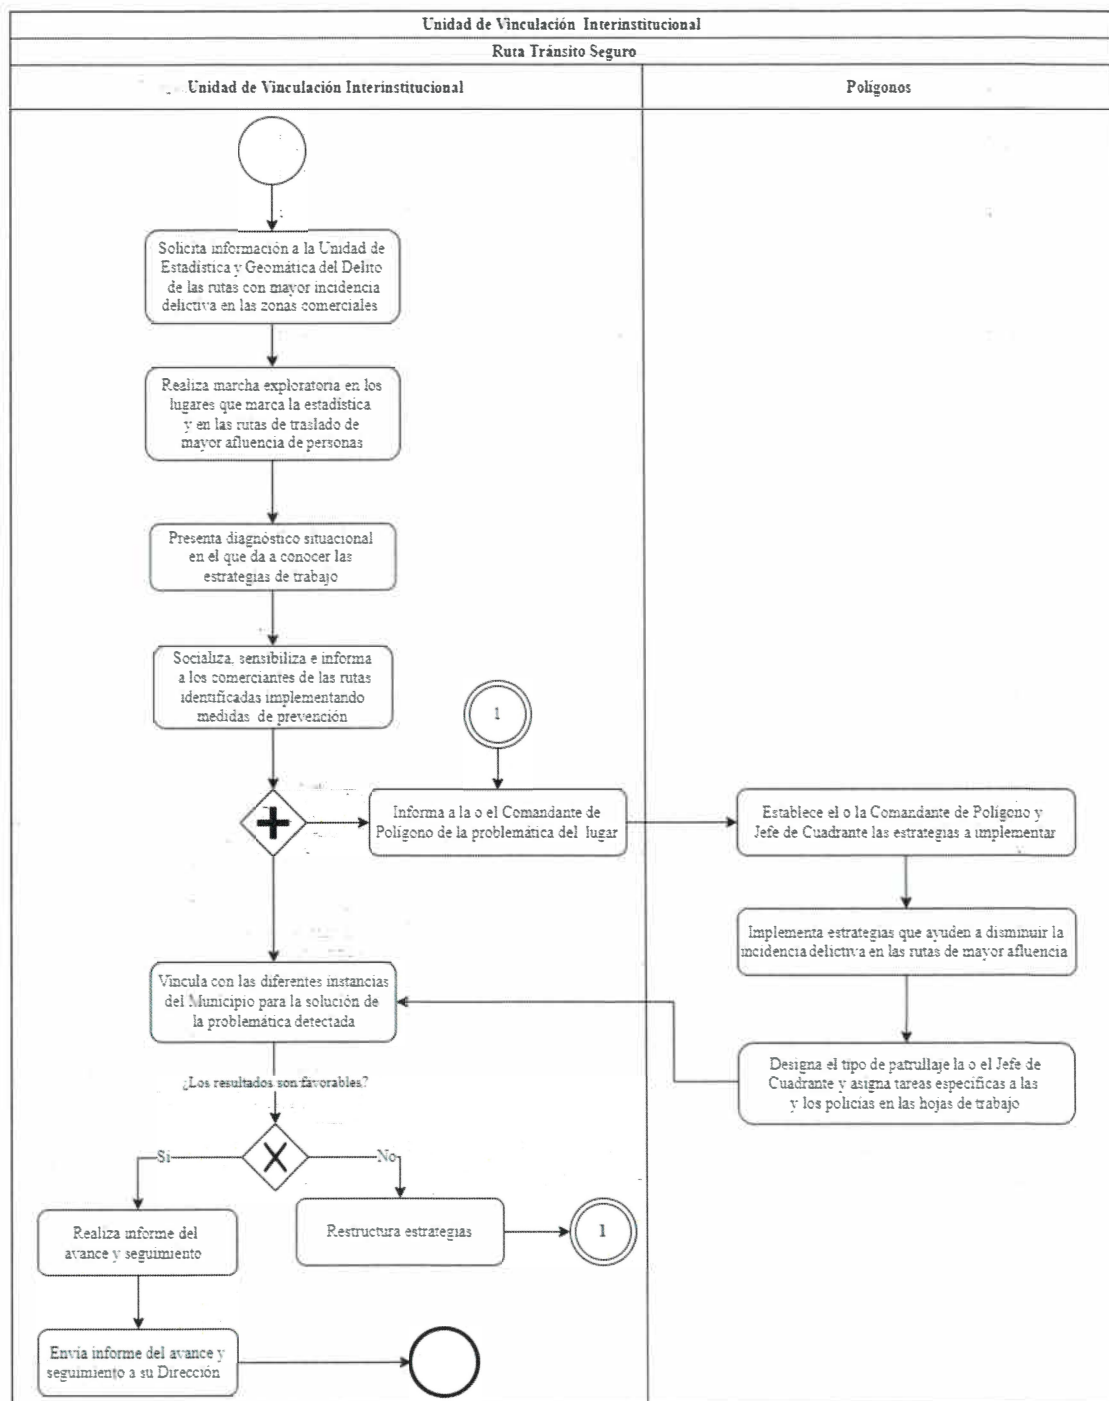 Unidad de Vinculación Interinstitucional
Ruta Tránsito Seguro
Unidad de Vinculación Interinstitucional
Polígonos
Solicita información a la Unidad de
Estadística y Geomática del Delito
de las rutas con mayor incidencia
delictiva en las zonas comerciales
Realiza marcha exploratoria en los
lugares que marca la estadística
y en las rutas de traslado de
mayor afluencia de personas
Presenta diagnóstico situacional
en el que da a conocer las
estrategias de trabajo
Socializa, sensibiliza e informa
a los comerciantes de las rutas
identificadas implementando
medidas de prevención
1
Informa a la o el Comandante de
Polígono de la problemática del lugar
Establece el o la Comandante de Polígono y
Jefe de Cuadrante las estrategias a implementar
Implementa estrategias que ayuden a disminuir la
incidencia delictiva en las rutas de mayor afluencia
Vincula con las diferentes instancias
del Municipio para la solución de
la problemática detectada
Designa el tipo de patrullaje la o el Jefe de
Cuadrante y asigna tareas específicas a las
y los policías en las hojas de trabajo
¿Los resultados son favorables?
Si
No
Realiza informe del
avance y seguimiento
Restructura estrategias
1
Envía informe del avance y
seguimiento a su Dirección